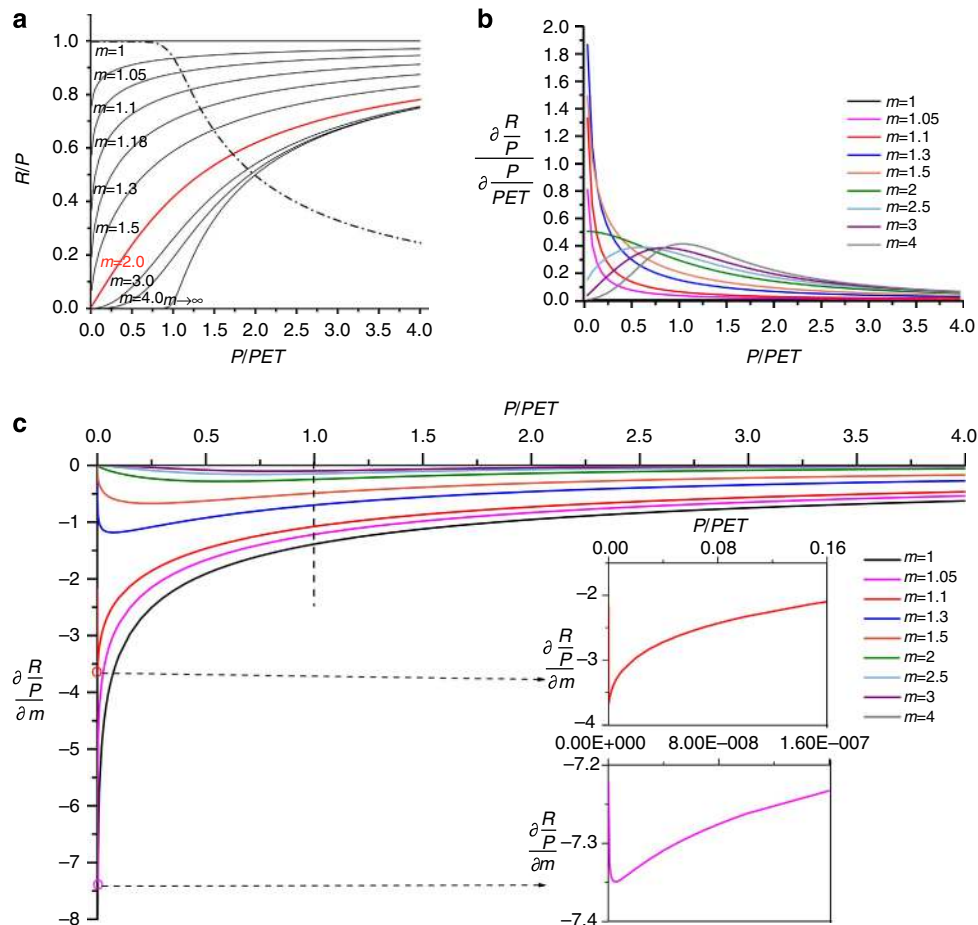 a
R/P
1.0
0.8
0.6
0.4
0.2
0.0
m=1
m=1.05
m=1.1
m=1.18
m=1.3
m=1.5
m=2.0
m=3.0
m=4.0 m→∞
0.0 0.5 1.0 1.5 2.0 2.5 3.0 3.5 4.0
P/PET
b
∂ R/P
∂ P/PET
2.0
1.8
1.6
1.4
1.2
1.0
0.8
0.6
0.4
0.2
0.0
0.0 0.5 1.0 1.5 2.0 2.5 3.0 3.5 4.0
P/PET
m=1
m=1.05
m=1.1
m=1.3
m=1.5
m=2
m=2.5
m=3
m=4
c
P/PET
0.0 0.5 1.0 1.5 2.0 2.5 3.0 3.5 4.0
0
−1
−2
−3
−4
−5
−6
−7
−8
∂ R/P
∂m
P/PET
0.00 0.08 0.16
−2
−3
−4
∂ R/P
∂m
0.00E+000 8.00E-008 1.60E-007
−7.2
−7.3
−7.4
∂ R/P
∂m
m=1
m=1.05
m=1.1
m=1.3
m=1.5
m=2
m=2.5
m=3
m=4